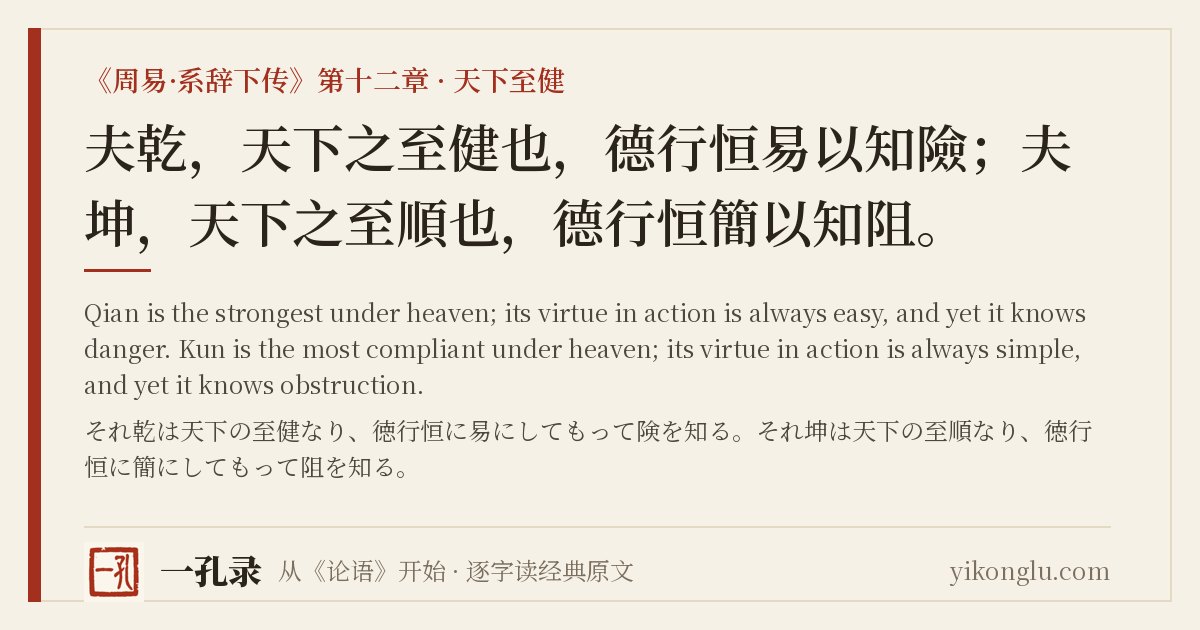 《周易·系辞下传》第十二章 · 天下至健
夫乾，天下之至健也，德行恒易以知險；夫
坤，天下之至順也，德行恒簡以知阻。
Qian is the strongest under heaven; its virtue in action is always easy, and yet it knows
danger. Kun is the most compliant under heaven; its virtue in action is always simple,
and yet it knows obstruction.
それ乾は天下の至健なり、徳行恒に易にしてもって険を知る。それ坤は天下の至順なり、徳行
恒に簡にしてもって阻を知る。
一孔
一孔录 从《论语》开始 · 逐字读经典原文 yikonglu.com